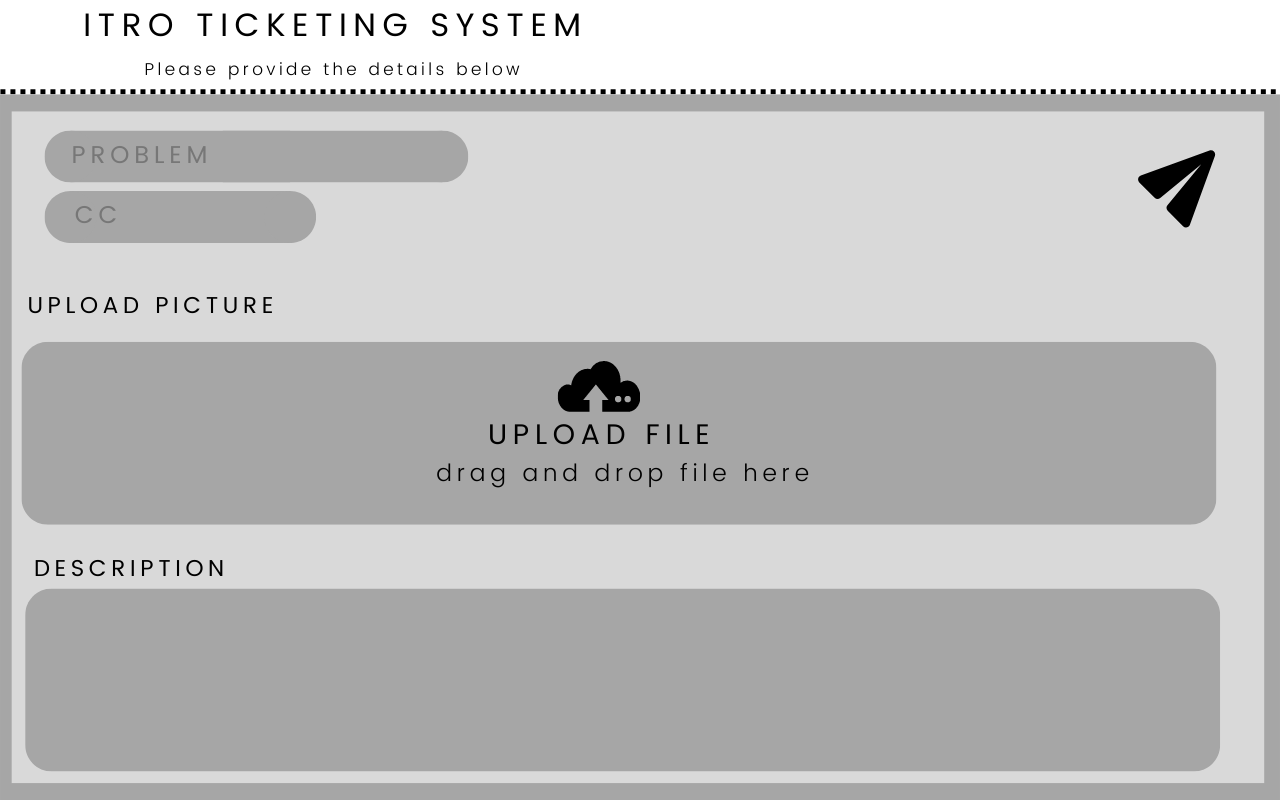 ITRO TICKETING SYSTEM
Please provide the details below
PROBLEM
CC
UPLOAD PICTURE
UPLOAD FILE
drag and drop file here
DESCRIPTION